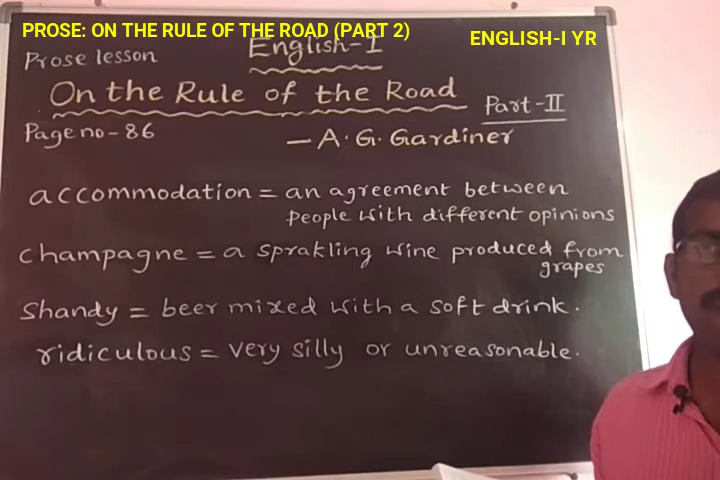 PROSE: ON THE RULE OF THE ROAD (PART 2)
ENGLISH-I YR
English-I
Prose lesson
On the Rule of the Road Part-II
Page no-86
- A. G. Gardiner
accommodation = an agreement between
people with different opinions
champagne = a sprakling wine produced from
grapes
Shandy = beer mixed with a soft drink.
ridiculous = very silly or unreasonable.